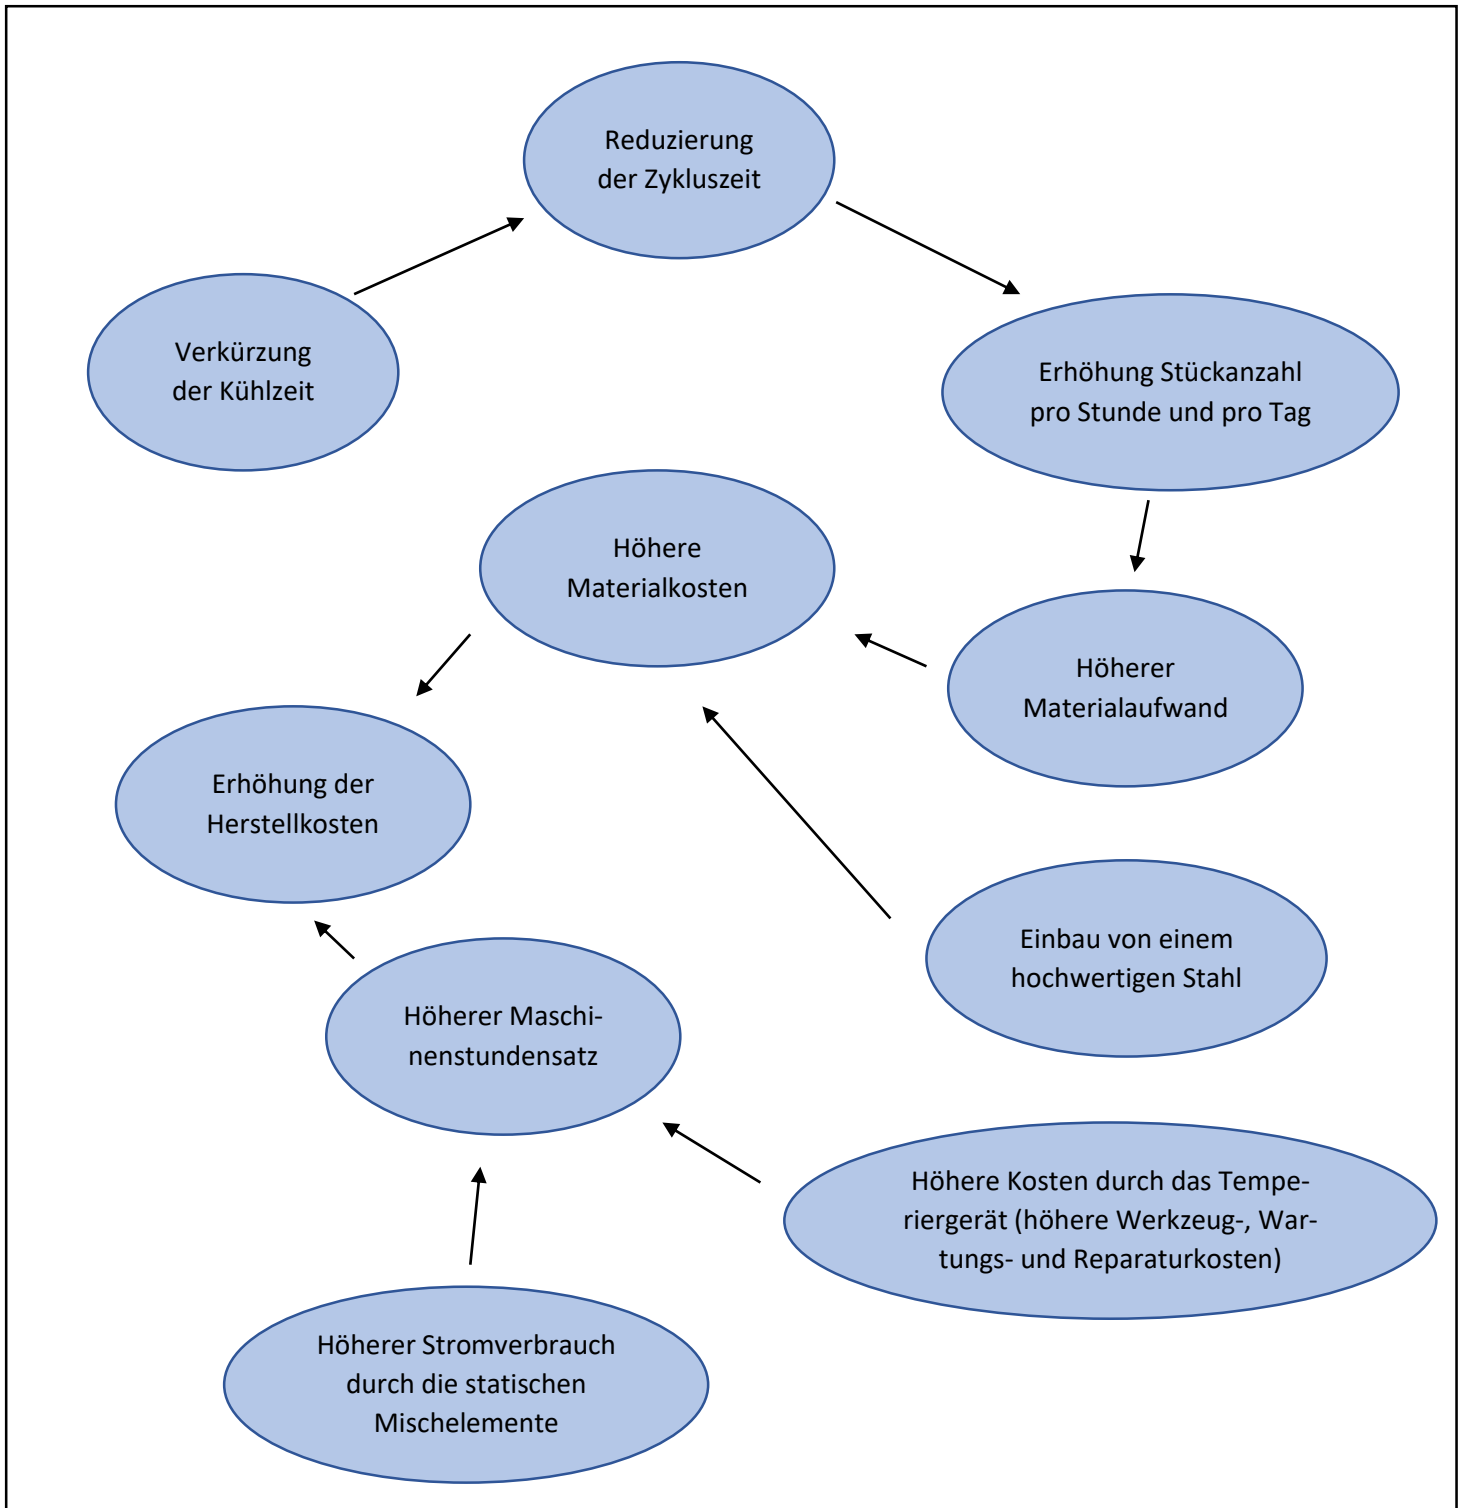 Reduzierung
der Zykluszeit
Verkürzung
der Kühlzeit
Erhöhung Stückanzahl
pro Stunde und pro Tag
Höhere
Materialkosten
Höherer
Materialaufwand
Erhöhung der
Herstellkosten
Einbau von einem
hochwertigen Stahl
Höherer Maschi-
nenstundensatz
Höhere Kosten durch das Tempe-
riergerät (höhere Werkzeug-, War-
tungs- und Reparaturkosten)
Höherer Stromverbrauch
durch die statischen
Mischelemente